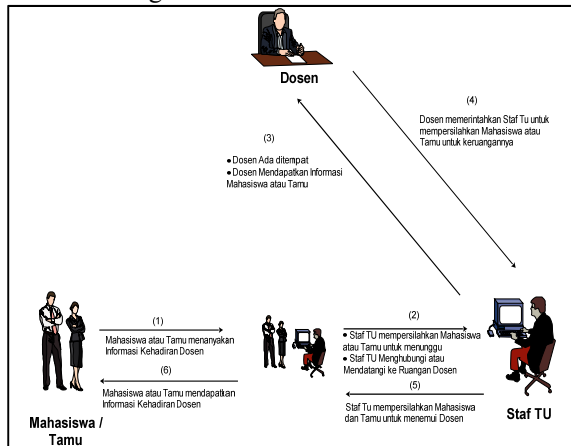 Dosen
(4)
Dosen memerintahkan Staf Tu untuk
mempersilahkan Mahasiswa atau
Tamu untuk keruangannya
(3)
● Dosen Ada ditempat
● Dosen Mendapatkan Informasi
Mahasiswa atau Tamu
(1)
Mahasiswa atau Tamu menanyakan
Informasi Kehadiran Dosen
(6)
Mahasiswa atau Tamu mendapatkan
Informasi Kehadiran Dosen
(2)
● Staf TU mempersilahkan Mahasiswa
atau Tamu untuk menunggu
● Staf TU Menghubungi atau
Mendatangi ke Ruangan Dosen
(5)
Staf Tu mempersilahkan Mahasiswa
dan Tamu untuk menemui Dosen
Mahasiswa /
Tamu
Staf TU